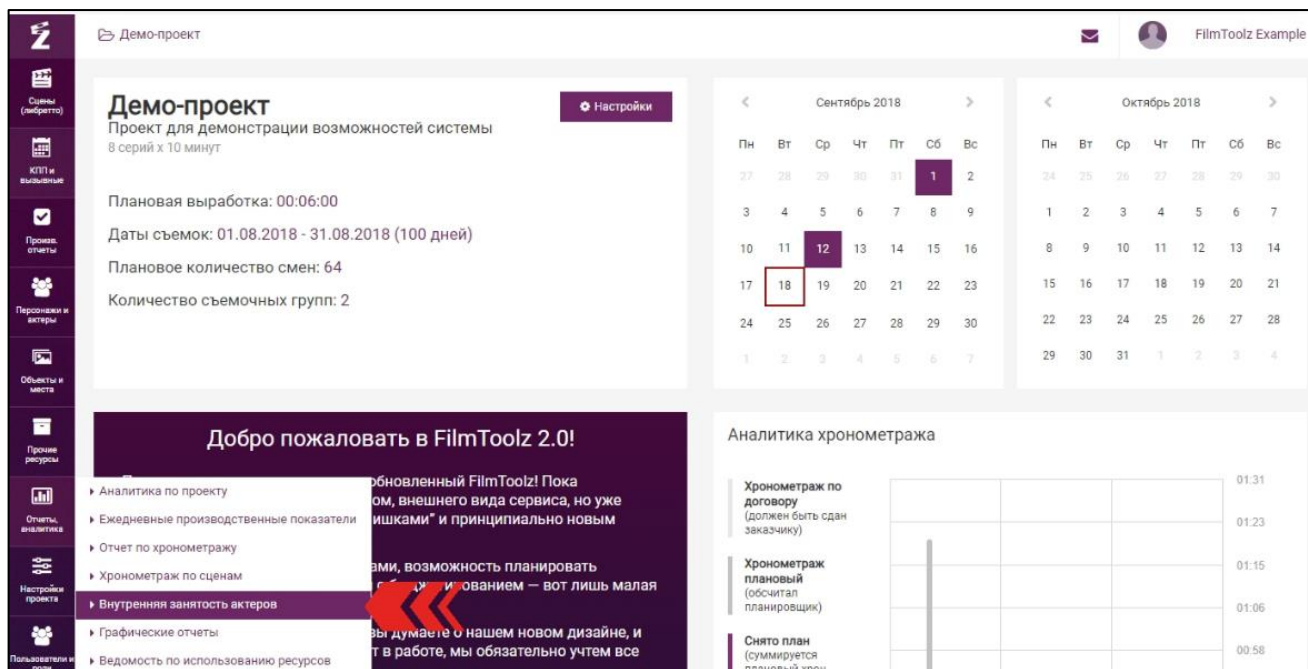 Демо-проект
FilmToolz Example
Сцены
(либретто)
КПП и
вызывные
Произв.
отчеты
Персонажи и
актеры
Объекты и
места
Прочие
ресурсы
Отчеты,
аналитика
Настройки
проекта
Пользователи и
роли
Демо-проект
Настройки
Проект для демонстрации возможностей системы
8 серий x 10 минут
Плановая выработка: 00:06:00
Даты съемок: 01.08.2018 - 31.08.2018 (100 дней)
Плановое количество смен: 64
Количество съемочных групп: 2
< Сентябрь 2018 >
Пн Вт Ср Чт Пт Сб Вс
27 28 29 30 31 1 2
3 4 5 6 7 8 9
10 11 12 13 14 15 16
17 18 19 20 21 22 23
24 25 26 27 28 29 30
1 2 3 4 5 6 7
< Октябрь 2018 >
Пн Вт Ср Чт Пт Сб Вс
24 25 26 27 28 29 30
1 2 3 4 5 6 7
8 9 10 11 12 13 14
15 16 17 18 19 20 21
22 23 24 25 26 27 28
29 30 31 1 2 3 4
Добро пожаловать в FilmToolz 2.0!
обновленный FilmToolz! Пока
ом, внешнего вида сервиса, но уже
ишками" и принципиально новым
ами, возможность планировать
ованием — вот лишь малая
вы думаете о нашем новом дизайне, и
т в работе, мы обязательно учтем все
Аналитика по проекту
Ежедневные производственные показатели
Отчет по хронометражу
Хронометраж по сценам
Внутренняя занятость актеров
Графические отчеты
Ведомость по использованию ресурсов
Аналитика хронометража
Хронометраж по
договору
(должен быть сдан
заказчику)
Хронометраж
плановый
(обсчитал
планировщик)
Снято план
(суммируется
плановый хрон
01:31
01:23
01:15
01:06
00:58